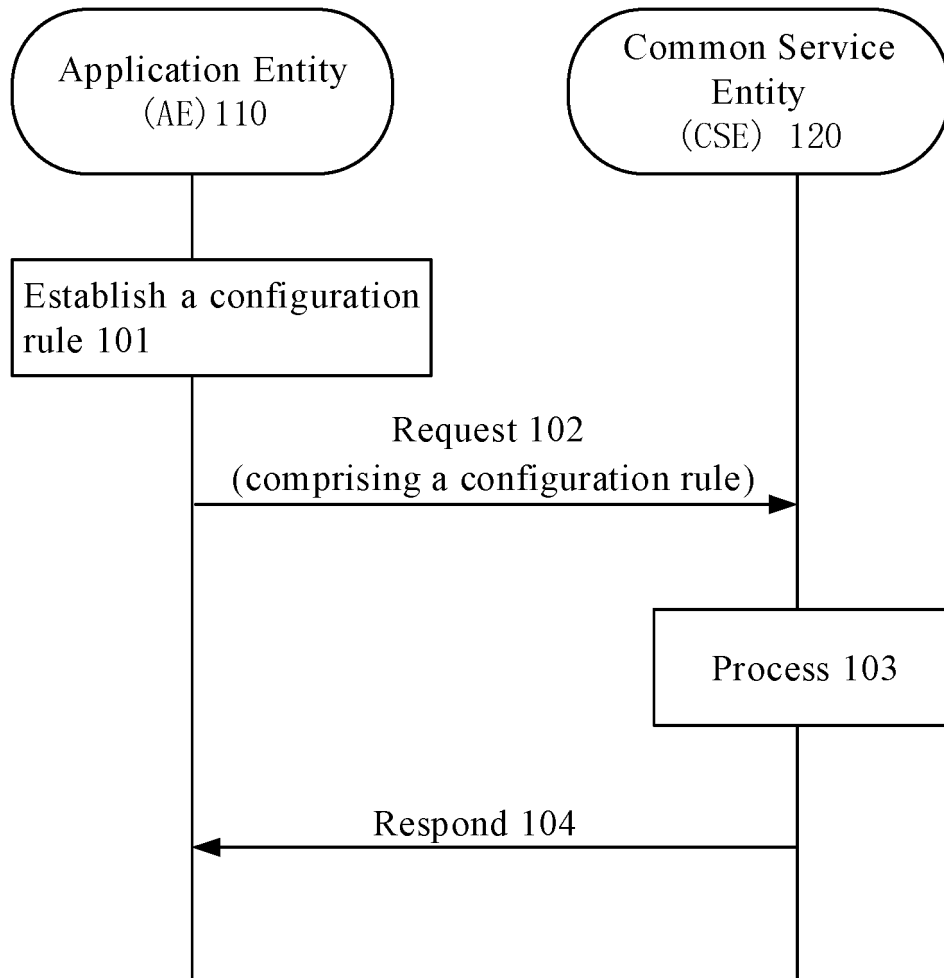 Application Entity
(AE) 110
Common Service
Entity
(CSE) 120
Establish a configuration
rule 101
Request 102
(comprising a configuration rule)
Process 103
Respond 104